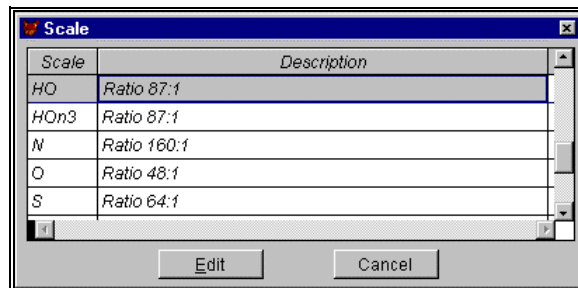 Scale
Scale Description
HO Ratio 87:1
HOn3 Ratio 87:1
N Ratio 160:1
O Ratio 48:1
S Ratio 64:1
Edit Cancel